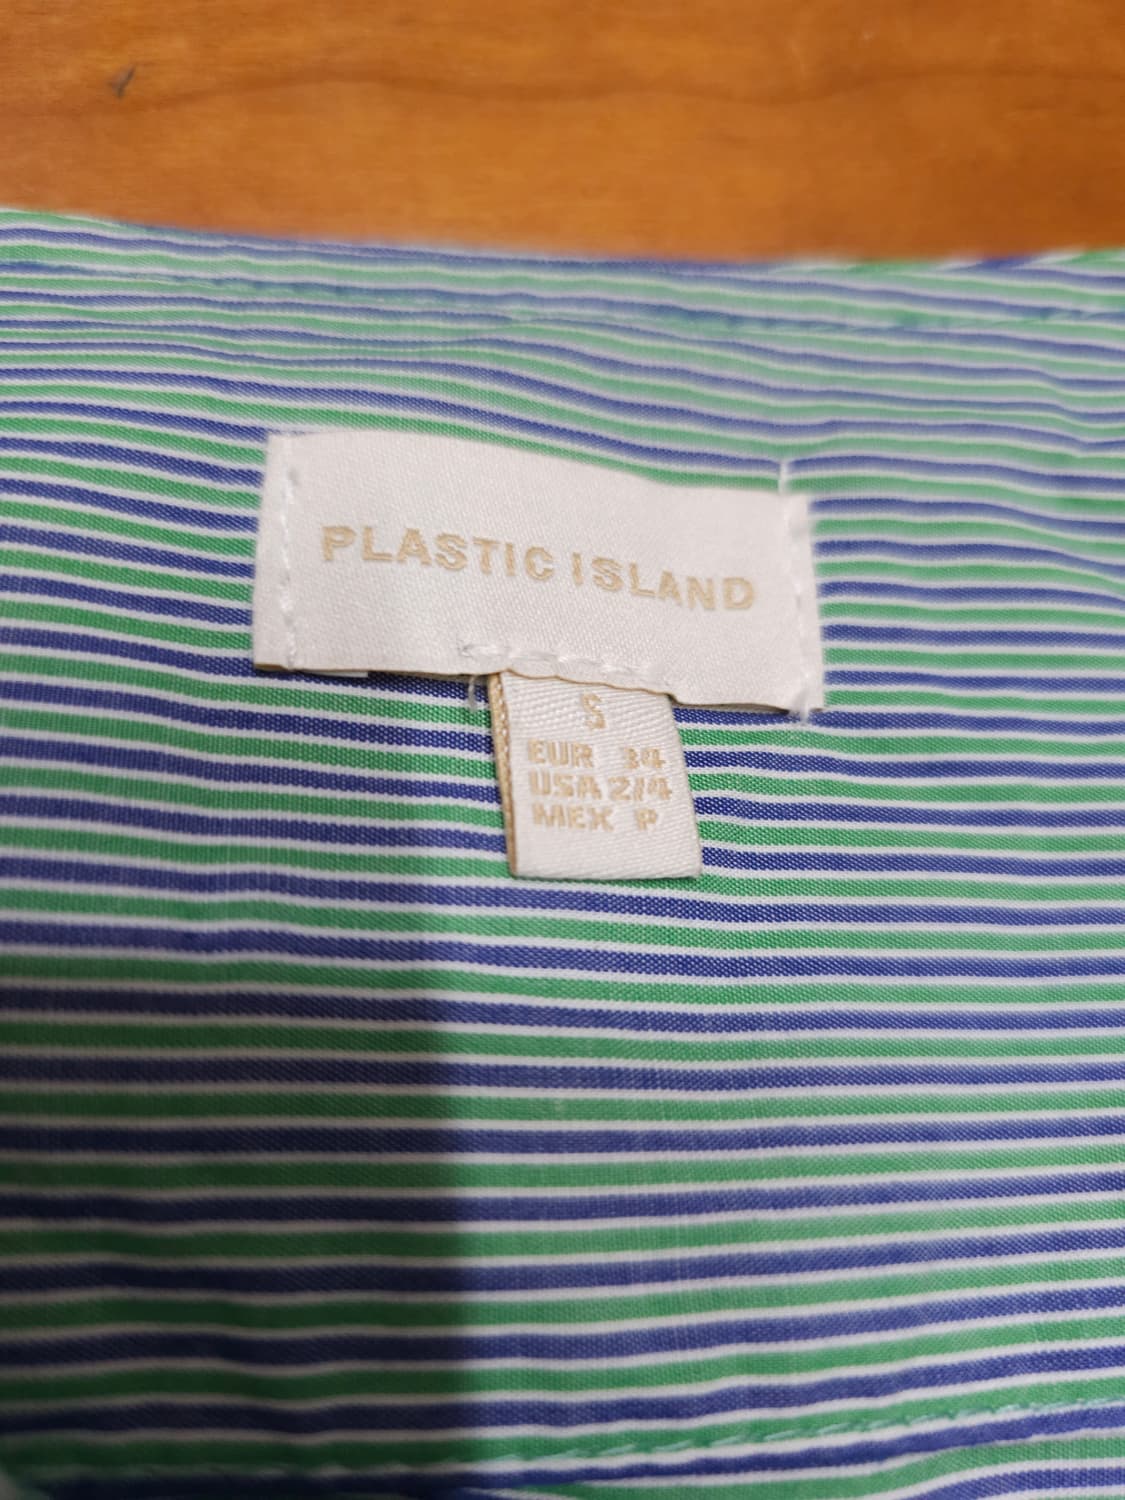 PLASTIC ISLAND
S
EUR 34
USA 2/4
MEX P